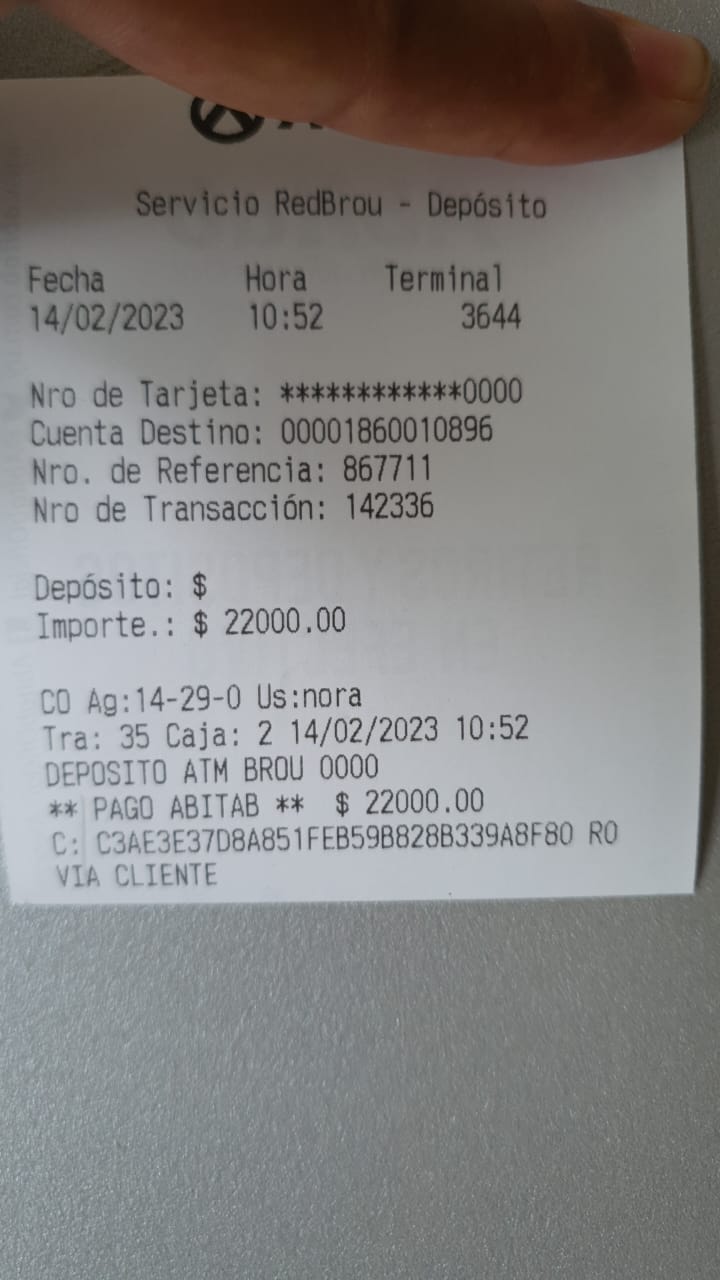 Servicio RedBrou - Depósito
Fecha Hora Terminal
14/02/2023 10:52 3644
Nro de Tarjeta: ************0000
Cuenta Destino: 00001860010896
Nro. de Referencia: 867711
Nro de Transacción: 142336
Depósito: $
Importe.: $ 22000.00
CO Ag:14-29-0 Us:nora
Tra: 35 Caja: 2 14/02/2023 10:52
DEPOSITO ATM BROU 0000
** PAGO ABITAB ** $ 22000.00
C: C3AE3E37D8A851FEB59B828B339A8F80 RO
VIA CLIENTE